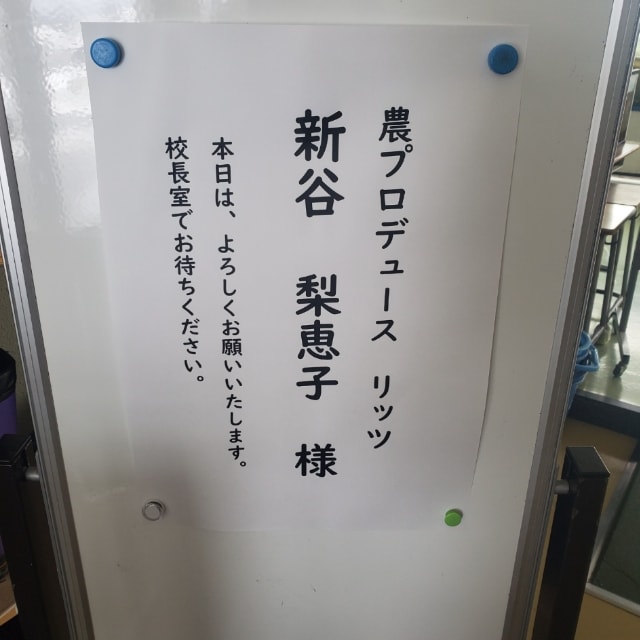 農プロデュース リッツ
新谷 梨恵子 様
本日は、よろしくお願いいたします。
校長室でお待ちください。